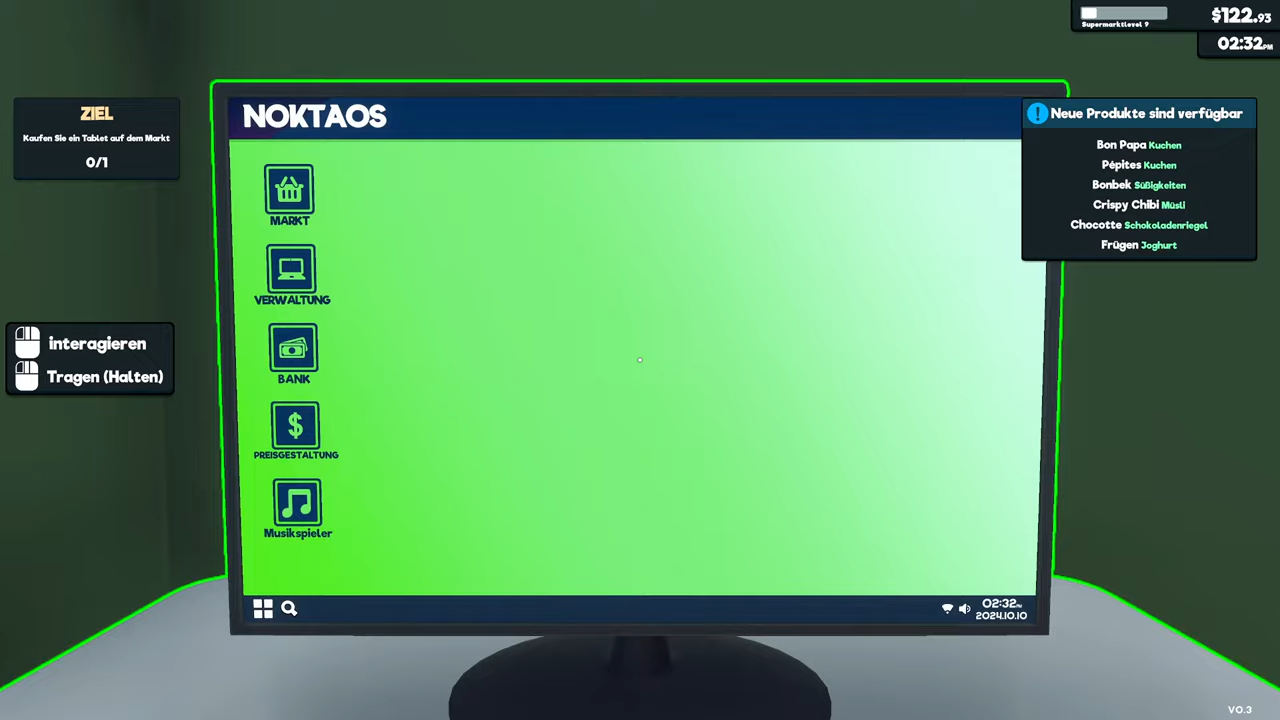 $122.93
Supermarktlevel 9
02:32PM
NOKTAOS
ZIEL
Kaufen Sie ein Tablet auf dem Markt
0/1
Neue Produkte sind verfügbar
Bon Papa Kuchen
Pépites Kuchen
Bonbek Süßigkeiten
Crispy Chibi Müsli
Chocotte Schokoladenriegel
Frügen Joghurt
MARKT
VERWALTUNG
BANK
PREISGESTALTUNG
Musikspieler
interagieren
Tragen (Halten)
02:32PM
2024.10.10
V0.3